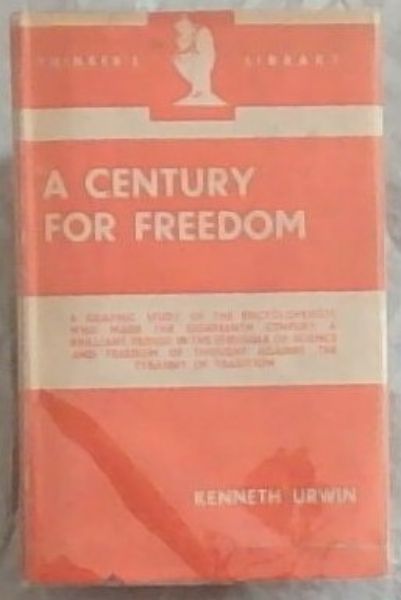 THINKER'S LIBRARY
A CENTURY
FOR FREEDOM
A GRAPHIC STUDY OF THE ENCYCLOPEDISTS
WHO MADE THE EIGHTEENTH CENTURY A
BRILLIANT PERIOD IN THE STRUGGLE OF SCIENCE
AND FREEDOM OF THOUGHT AGAINST THE
TYRANNY OF TRADITION
KENNETH URWIN